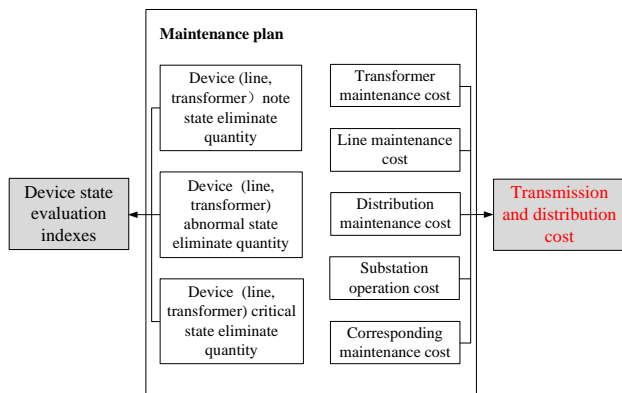 Maintenance plan
Device (line,
transformer）note
state eliminate
quantity
Device (line,
transformer)
abnormal state
eliminate quantity
Device (line,
transformer) critical
state eliminate
quantity
Transformer
maintenance cost
Line maintenance
cost
Distribution
maintenance cost
Substation
operation cost
Corresponding
maintenance cost
Device state
evaluation
indexes
Transmission
and distribution
cost